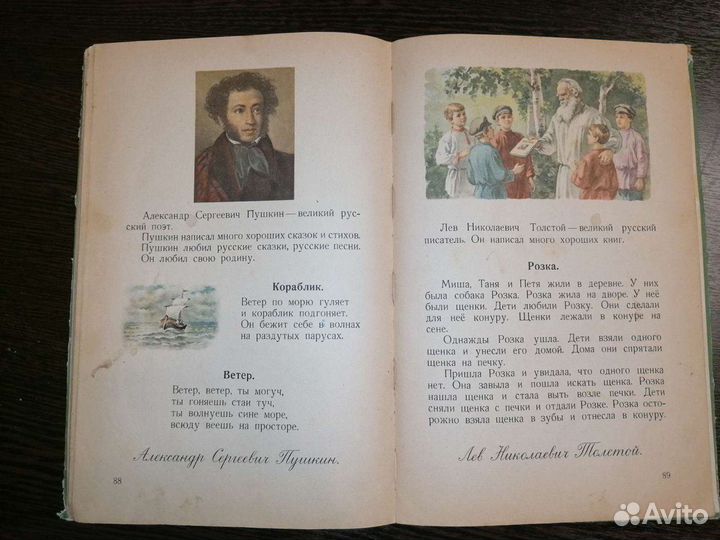 Александр Сергеевич Пушкин — великий рус-
ский поэт.
Пушкин написал много хороших сказок и стихов.
Пушкин любил русские сказки, русские песни.
Он любил свою родину.
Кораблик.
Ветер по морю гуляет
и кораблик подгоняет.
Он бежит себе в волнах
на раздутых парусах.
Ветер.
Ветер, ветер, ты могуч,
ты гоняешь стаи туч,
ты волнуешь сине море,
всюду веешь на просторе.
Александр Сергеевич Пушкин.
88
Лев Николаевич Толстой — великий русский
писатель. Он написал много хороших книг.
Розка.
Миша, Таня и Петя жили в деревне. У них
была собака Розка. Розка жила на дворе. У неё
были щенки. Дети любили Розку. Они сделали
для неё конуру. Щенки лежали в конуре на
сене.
Однажды Розка ушла. Дети взяли одного
щенка и унесли его домой. Дома они спрятали
щенка на печку.
Пришла Розка и увидала, что одного щенка
нет. Она завыла и пошла искать щенка. Розка
нашла щенка и стала выть возле печки. Дети
сняли щенка с печки и отдали Розке. Розка осто-
рожно взяла щенка в зубы и отнесла в конуру.
Лев Николаевич Толстой.
89
Avito